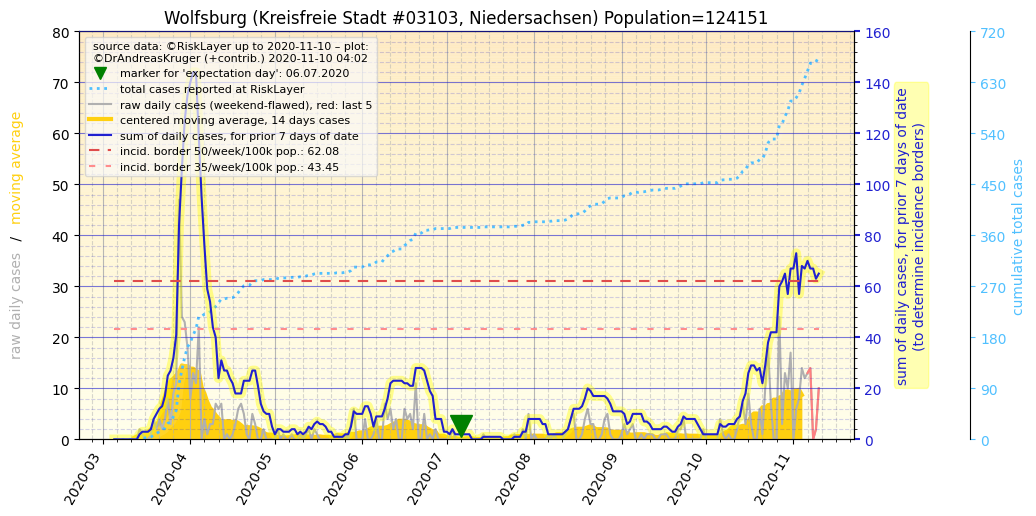 Wolfsburg (Kreisfreie Stadt #03103, Niedersachsen) Population=124151
source data: ©RiskLayer up to 2020-11-10 – plot:
©DrAndreasKruger (+contrib.) 2020-11-10 04:02
marker for 'expectation day': 06.07.2020
total cases reported at RiskLayer
raw daily cases (weekend-flawed), red: last 5
centered moving average, 14 days cases
sum of daily cases, for prior 7 days of date
incid. border 50/week/100k pop.: 62.08
incid. border 35/week/100k pop.: 43.45
raw daily cases / moving average
80
70
60
50
40
30
20
10
0
160
140
120
100
80
60
40
20
0
sum of daily cases, for prior 7 days of date
(to determine incidence borders)
720
630
540
450
360
270
180
90
0
cumulative total cases
2020-03
2020-04
2020-05
2020-06
2020-07
2020-08
2020-09
2020-10
2020-11